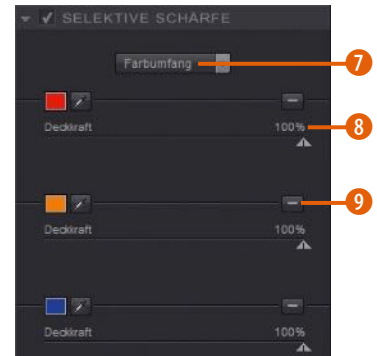 SELEKTIVE SCHÄRFE
Farbumfang
7
Deckkraft 100%
8
9
Deckkraft 100%
Deckkraft 100%